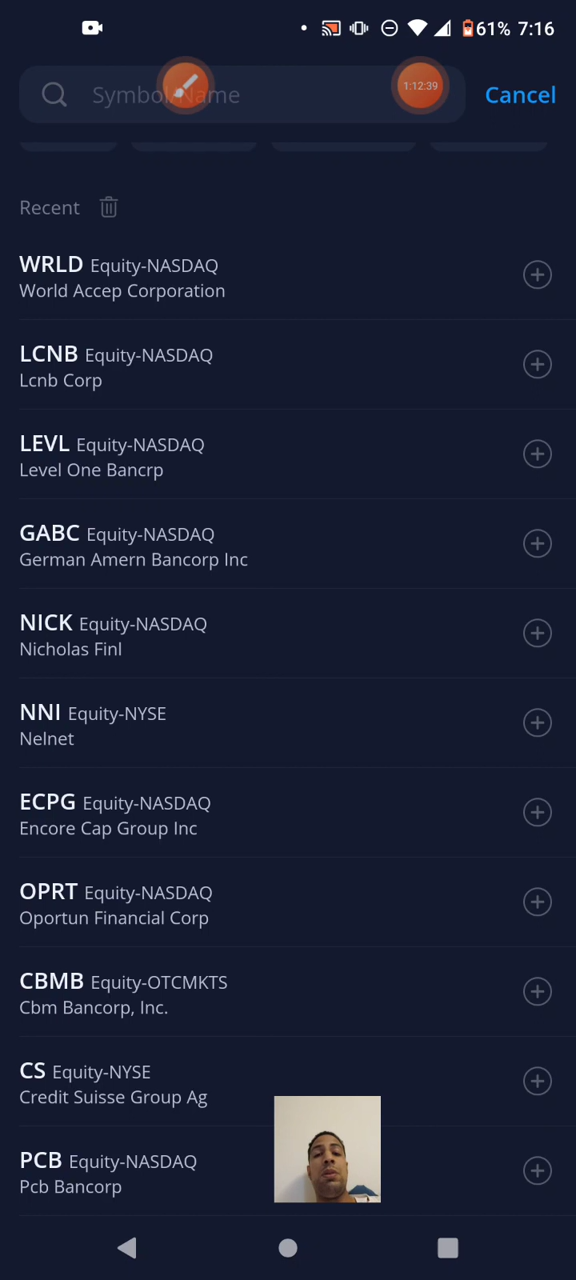 61% 7:16
Symbol/Name
1:12:39
Cancel
Recent
WRLD Equity-NASDAQ
World Accep Corporation
LCNB Equity-NASDAQ
Lcnb Corp
LEVL Equity-NASDAQ
Level One Bancrp
GABC Equity-NASDAQ
German Amern Bancorp Inc
NICK Equity-NASDAQ
Nicholas Finl
NNI Equity-NYSE
Nelnet
ECPG Equity-NASDAQ
Encore Cap Group Inc
OPRT Equity-NASDAQ
Oportun Financial Corp
CBMB Equity-OTCMKTS
Cbm Bancorp, Inc.
CS Equity-NYSE
Credit Suisse Group Ag
PCB Equity-NASDAQ
Pcb Bancorp